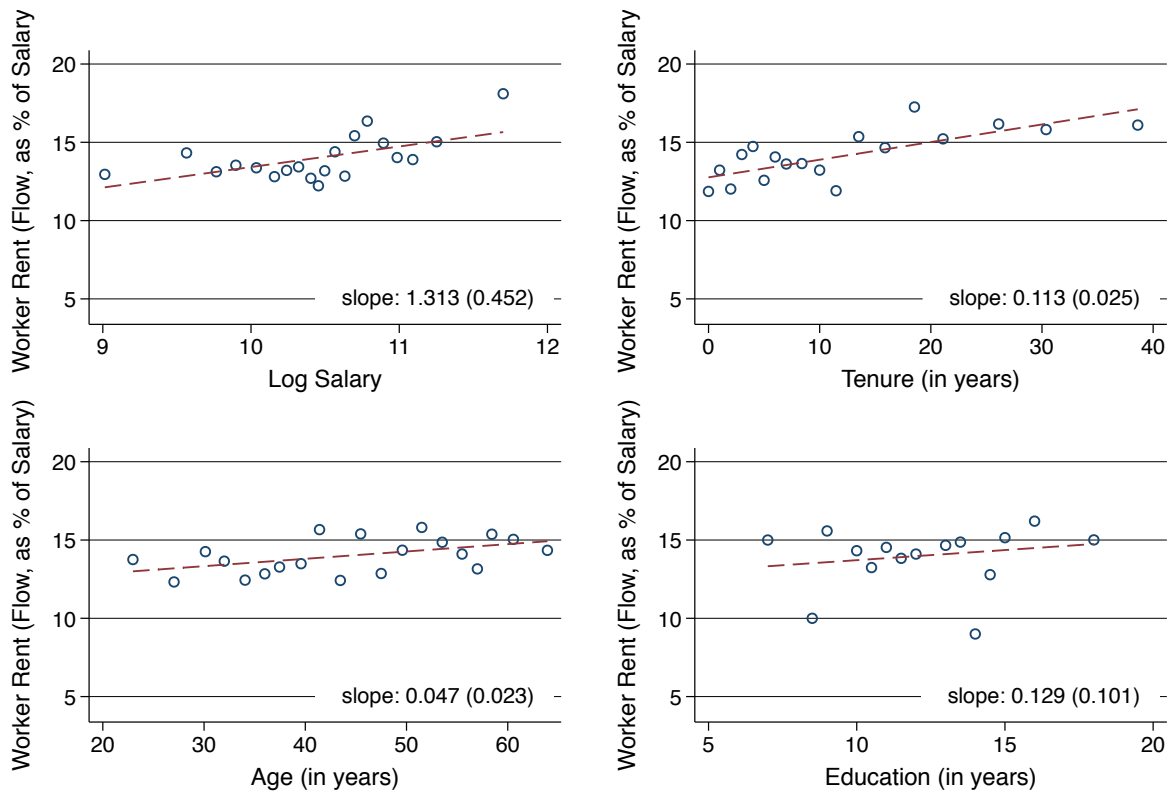 Worker Rent (Flow, as % of Salary
20
15
10
5
slope: 1.313 (0.452)
9 10 11 12
Log Salary
Worker Rent (Flow, as % of Salary
20
15
10
5
slope: 0.113 (0.025)
0 10 20 30 40
Tenure (in years)
Worker Rent (Flow, as % of Salary)
20
15
10
5
slope: 0.047 (0.023)
20 30 40 50 60
Age (in years)
Worker Rent (Flow, as % of Salary)
20
15
10
5
slope: 0.129 (0.101)
5 10 15 20
Education (in years)